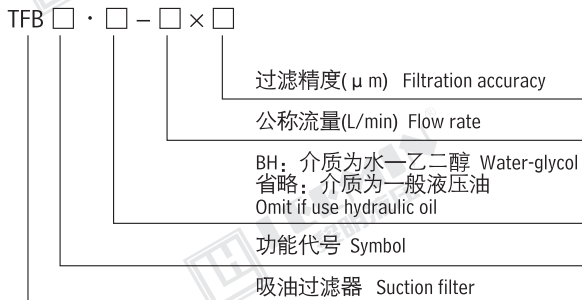 TFB □ · □ – □ × □
过滤精度( μ m) Filtration accuracy
公称流量(L/min) Flow rate
BH：介质为水一乙二醇 Water-glycol
省略：介质为一般液压油
Omit if use hydraulic oil
功能代号 Symbol
吸油过滤器 Suction filter